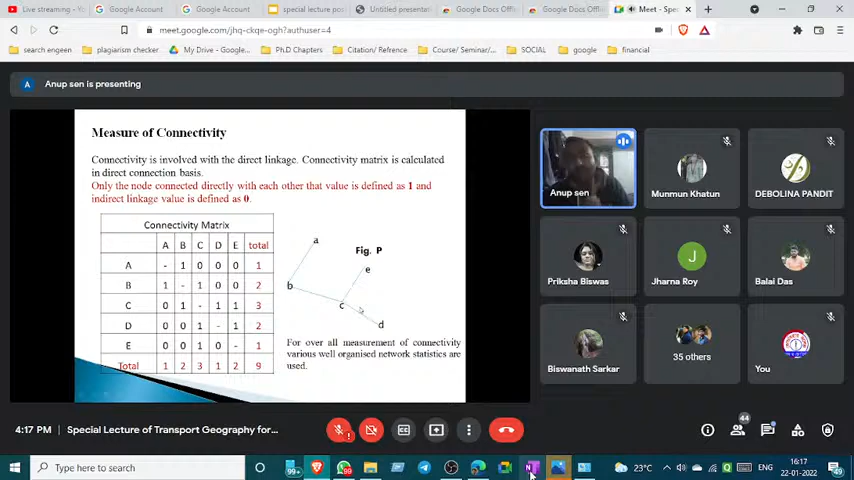 Live streaming -
Google Account
Google Account
special lecture pos
Untitled presentat
Google Docs Offli
Google Docs Offli
Meet - Spe
meet.google.com/jhq-ckqe-ogh?authuser=4
search engeen
plagiarism checker
My Drive - Google...
Ph.D Chapters
Citation/ Refrence
Course/ Seminar/...
SOCIAL
google
financial
A Anup sen is presenting
Measure of Connectivity
Connectivity is involved with the direct linkage. Connectivity matrix is calculated
in direct connection basis.
Only the node connected directly with each other that value is defined as 1 and
indirect linkage value is defined as 0.
Connectivity Matrix
A B C D E total
A - 1 0 0 0 1
B 1 - 1 0 0 2
C 0 1 - 1 1 3
D 0 0 1 - 1 2
E 0 0 1 0 - 1
Total 1 2 3 1 2 9
a
Fig. P
e
b
c
d
For over all measurement of connectivity
various well organised network statistics are
used.
Anup sen
Munmun Khatun
DEBOLINA PANDIT
Priksha Biswas
J
Jharna Roy
Balai Das
Biswanath Sarkar
35 others
You
4:17 PM
Special Lecture of Transport Geography for...
44
Type here to search
99+
23°C
ENG
16:17
22-01-2022
49